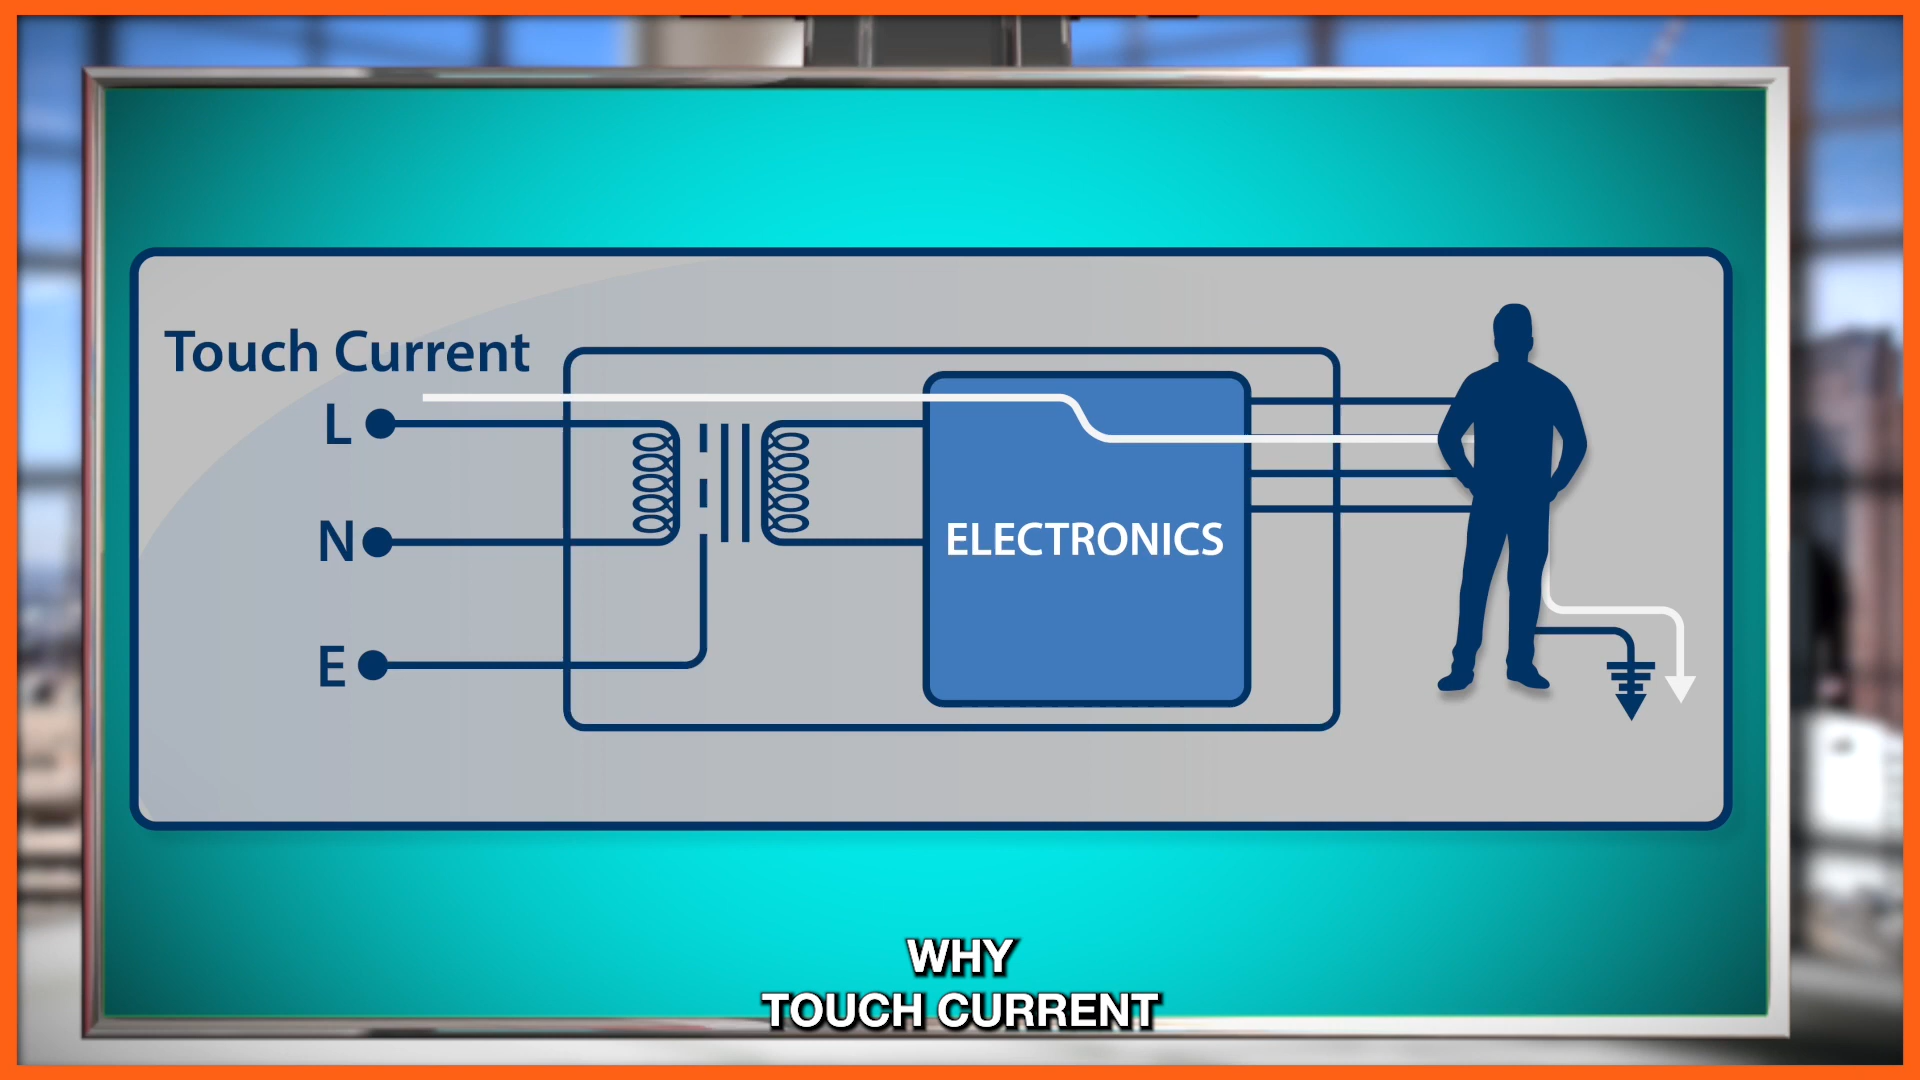 Touch Current
L
N
E
ELECTRONICS
WHY
TOUCH CURRENT